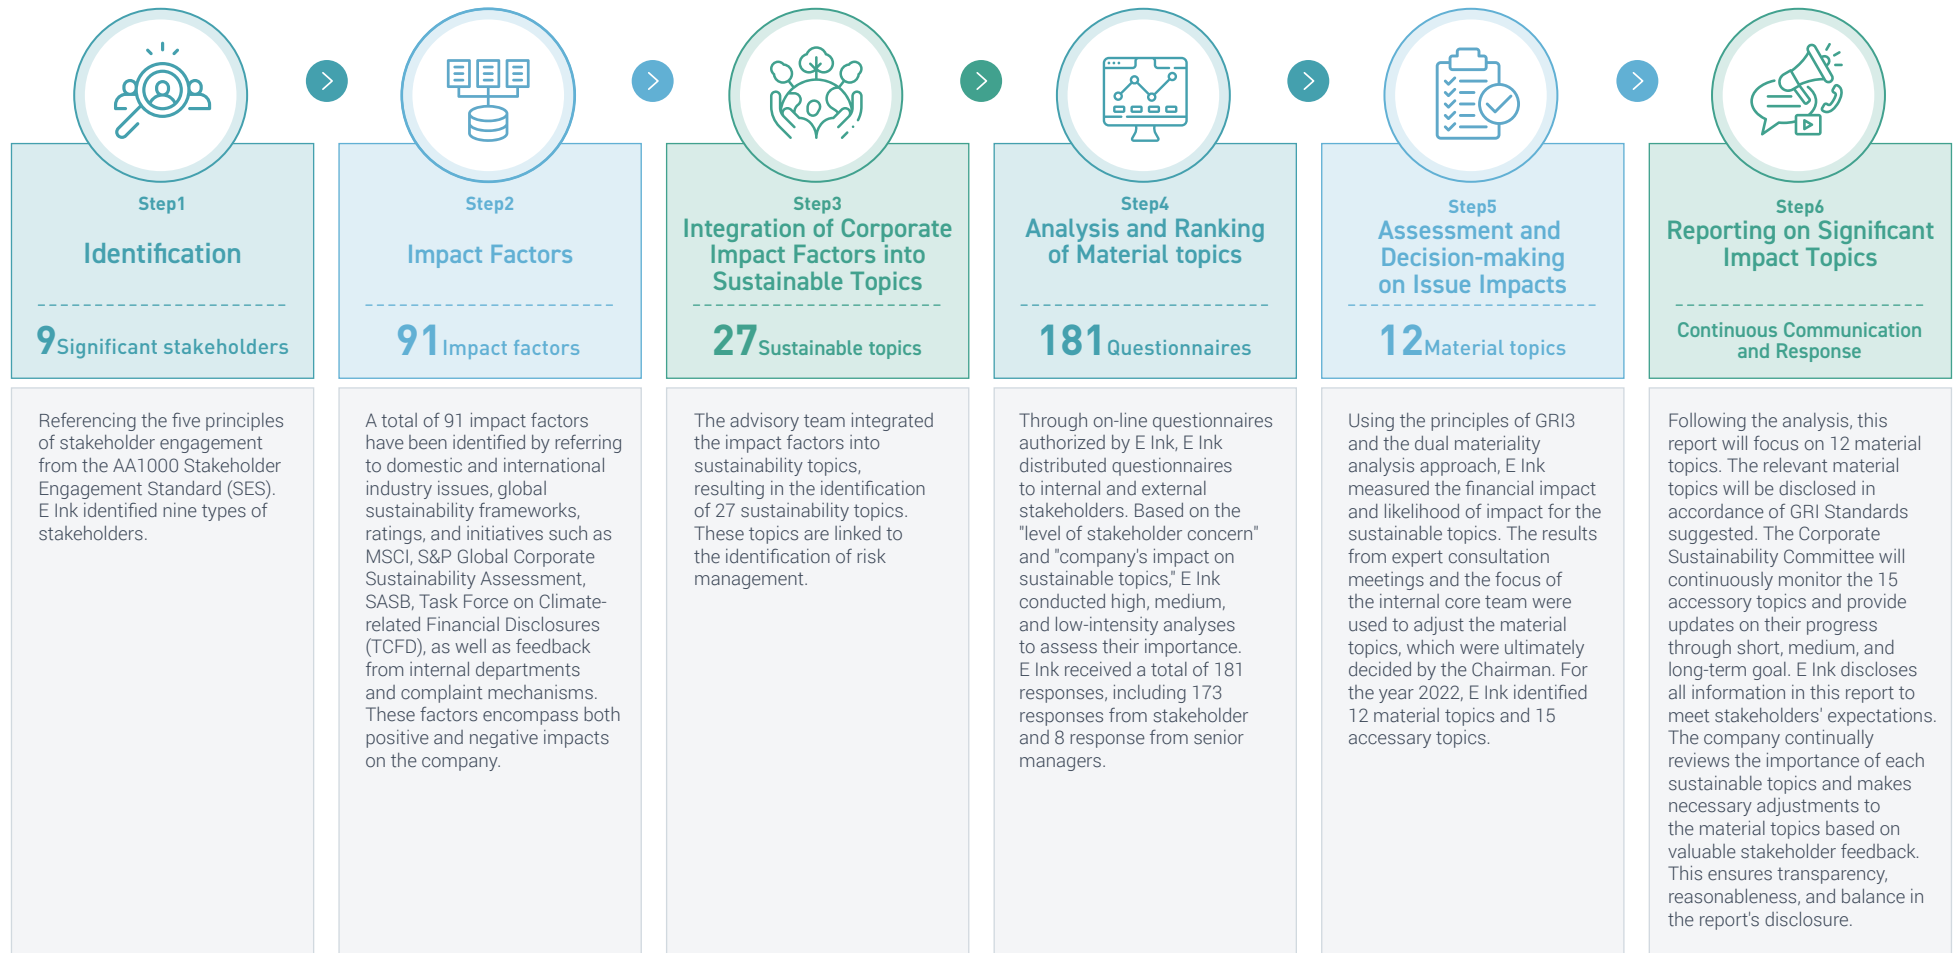 Step1
Identification
9 Significant stakeholders
Referencing the five principles
of stakeholder engagement
from the AA1000 Stakeholder
Engagement Standard (SES).
E Ink identified nine types of
stakeholders.
Step2
Impact Factors
91 Impact factors
A total of 91 impact factors
have been identified by referring
to domestic and international
industry issues, global
sustainability frameworks,
ratings, and initiatives such as
MSCI, S&P Global Corporate
Sustainability Assessment,
SASB, Task Force on Climate-
related Financial Disclosures
(TCFD), as well as feedback
from internal departments
and complaint mechanisms.
These factors encompass both
positive and negative impacts
on the company.
Step3
Integration of Corporate
Impact Factors into
Sustainable Topics
27 Sustainable topics
The advisory team integrated
the impact factors into
sustainability topics,
resulting in the identification
of 27 sustainability topics.
These topics are linked to
the identification of risk
management.
Step4
Analysis and Ranking
of Material topics
181 Questionnaires
Through on-line questionnaires
authorized by E Ink, E Ink
distributed questionnaires
to internal and external
stakeholders. Based on the
"level of stakeholder concern"
and "company's impact on
sustainable topics," E Ink
conducted high, medium,
and low-intensity analyses
to assess their importance.
E Ink received a total of 181
responses, including 173
responses from stakeholder
and 8 response from senior
managers.
Step5
Assessment and
Decision-making
on Issue Impacts
12 Material topics
Using the principles of GRI3
and the dual materiality
analysis approach, E Ink
measured the financial impact
and likelihood of impact for the
sustainable topics. The results
from expert consultation
meetings and the focus of
the internal core team were
used to adjust the material
topics, which were ultimately
decided by the Chairman. For
the year 2022, E Ink identified
12 material topics and 15
accessary topics.
Step6
Reporting on Significant
Impact Topics
Continuous Communication
and Response
Following the analysis, this
report will focus on 12 material
topics. The relevant material
topics will be disclosed in
accordance of GRI Standards
suggested. The Corporate
Sustainability Committee will
continuously monitor the 15
accessory topics and provide
updates on their progress
through short, medium, and
long-term goal. E Ink discloses
all information in this report to
meet stakeholders' expectations.
The company continually
reviews the importance of each
sustainable topics and makes
necessary adjustments to
the material topics based on
valuable stakeholder feedback.
This ensures transparency,
reasonableness, and balance in
the report's disclosure.